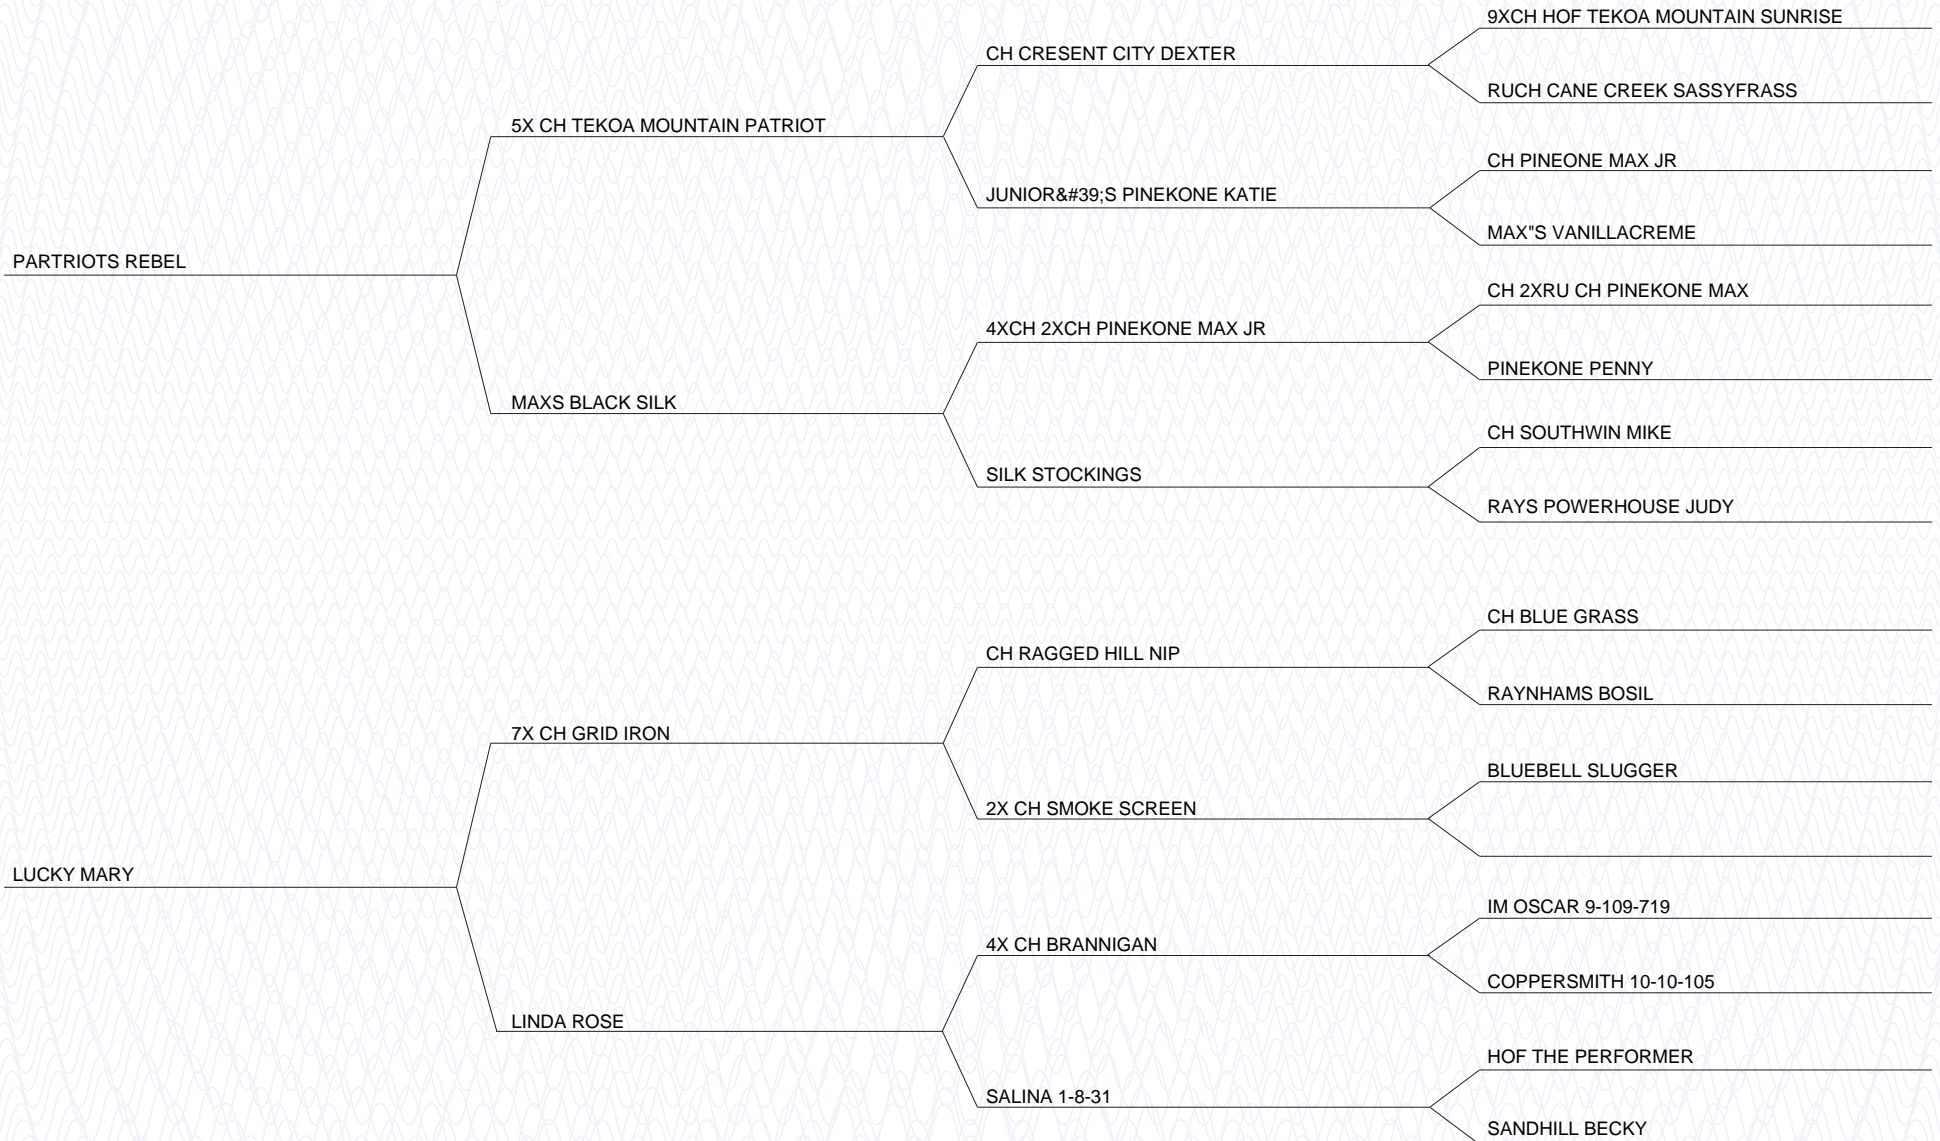 9XCH HOF TEKOA MOUNTAIN SUNRISE
CH CRESENT CITY DEXTER
RUCH CANE CREEK SASSYFRASS
5X CH TEKOA MOUNTAIN PATRIOT
CH PINEONE MAX JR
JUNIOR&#39;S PINEKONE KATIE
MAX"S VANILLACREME
PARTRIOTS REBEL
CH 2XRU CH PINEKONE MAX
4XCH 2XCH PINEKONE MAX JR
PINEKONE PENNY
MAXS BLACK SILK
CH SOUTHWIN MIKE
SILK STOCKINGS
RAYS POWERHOUSE JUDY
CH BLUE GRASS
CH RAGGED HILL NIP
RAYNHAMS BOSIL
7X CH GRID IRON
BLUEBELL SLUGGER
2X CH SMOKE SCREEN
LUCKY MARY
IM OSCAR 9-109-719
4X CH BRANNIGAN
COPPERSMITH 10-10-105
LINDA ROSE
HOF THE PERFORMER
SALINA 1-8-31
SANDHILL BECKY